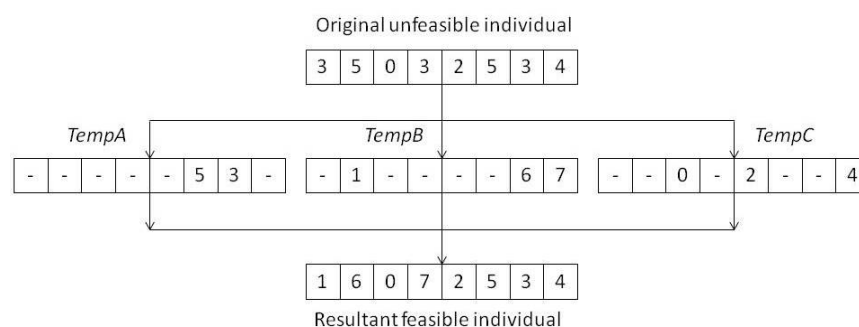 Original unfeasible individual
3 5 0 3 2 5 3 4
TempA TempB TempC
- - - - - 5 3 - - 1 - - - - 6 7 - - 0 - 2 - - 4
1 6 0 7 2 5 3 4
Resultant feasible individual